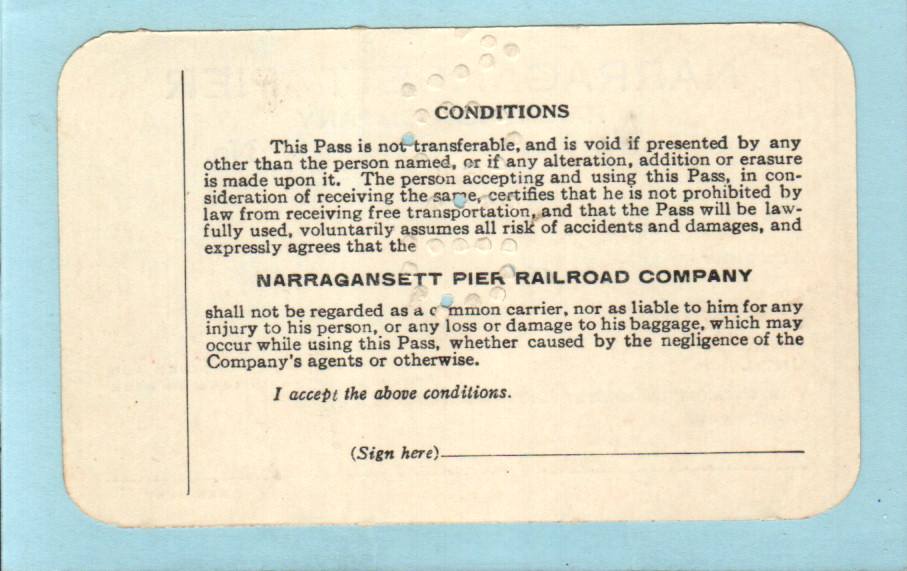 CONDITIONS
This Pass is not transferable, and is void if presented by any
other than the person named, or if any alteration, addition or erasure
is made upon it. The person accepting and using this Pass, in con-
sideration of receiving the same, certifies that he is not prohibited by
law from receiving free transportation, and that the Pass will be law-
fully used, voluntarily assumes all risk of accidents and damages, and
expressly agrees that the
NARRAGANSETT PIER RAILROAD COMPANY
shall not be regarded as a c mmon carrier, nor as liable to him for any
injury to his person, or any loss or damage to his baggage, which may
occur while using this Pass, whether caused by the negligence of the
Company's agents or otherwise.
I accept the above conditions.
(Sign here)